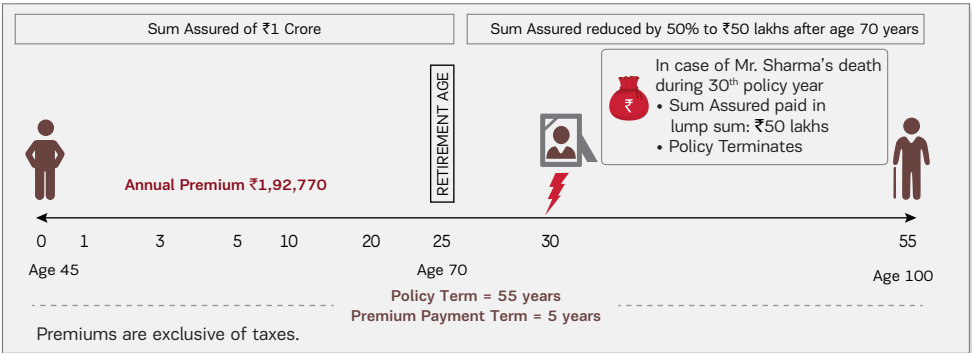 Sum Assured of ₹1 Crore
Sum Assured reduced by 50% to ₹50 lakhs after age 70 years
In case of Mr. Sharma's death
during 30th policy year
• Sum Assured paid in
lump sum: ₹50 lakhs
• Policy Terminates
₹
RETIREMENT AGE
Annual Premium ₹1,92,770
0 1 3 5 10 20 25 30 55
Age 45 Age 70 Age 100
Policy Term = 55 years
Premium Payment Term = 5 years
Premiums are exclusive of taxes.